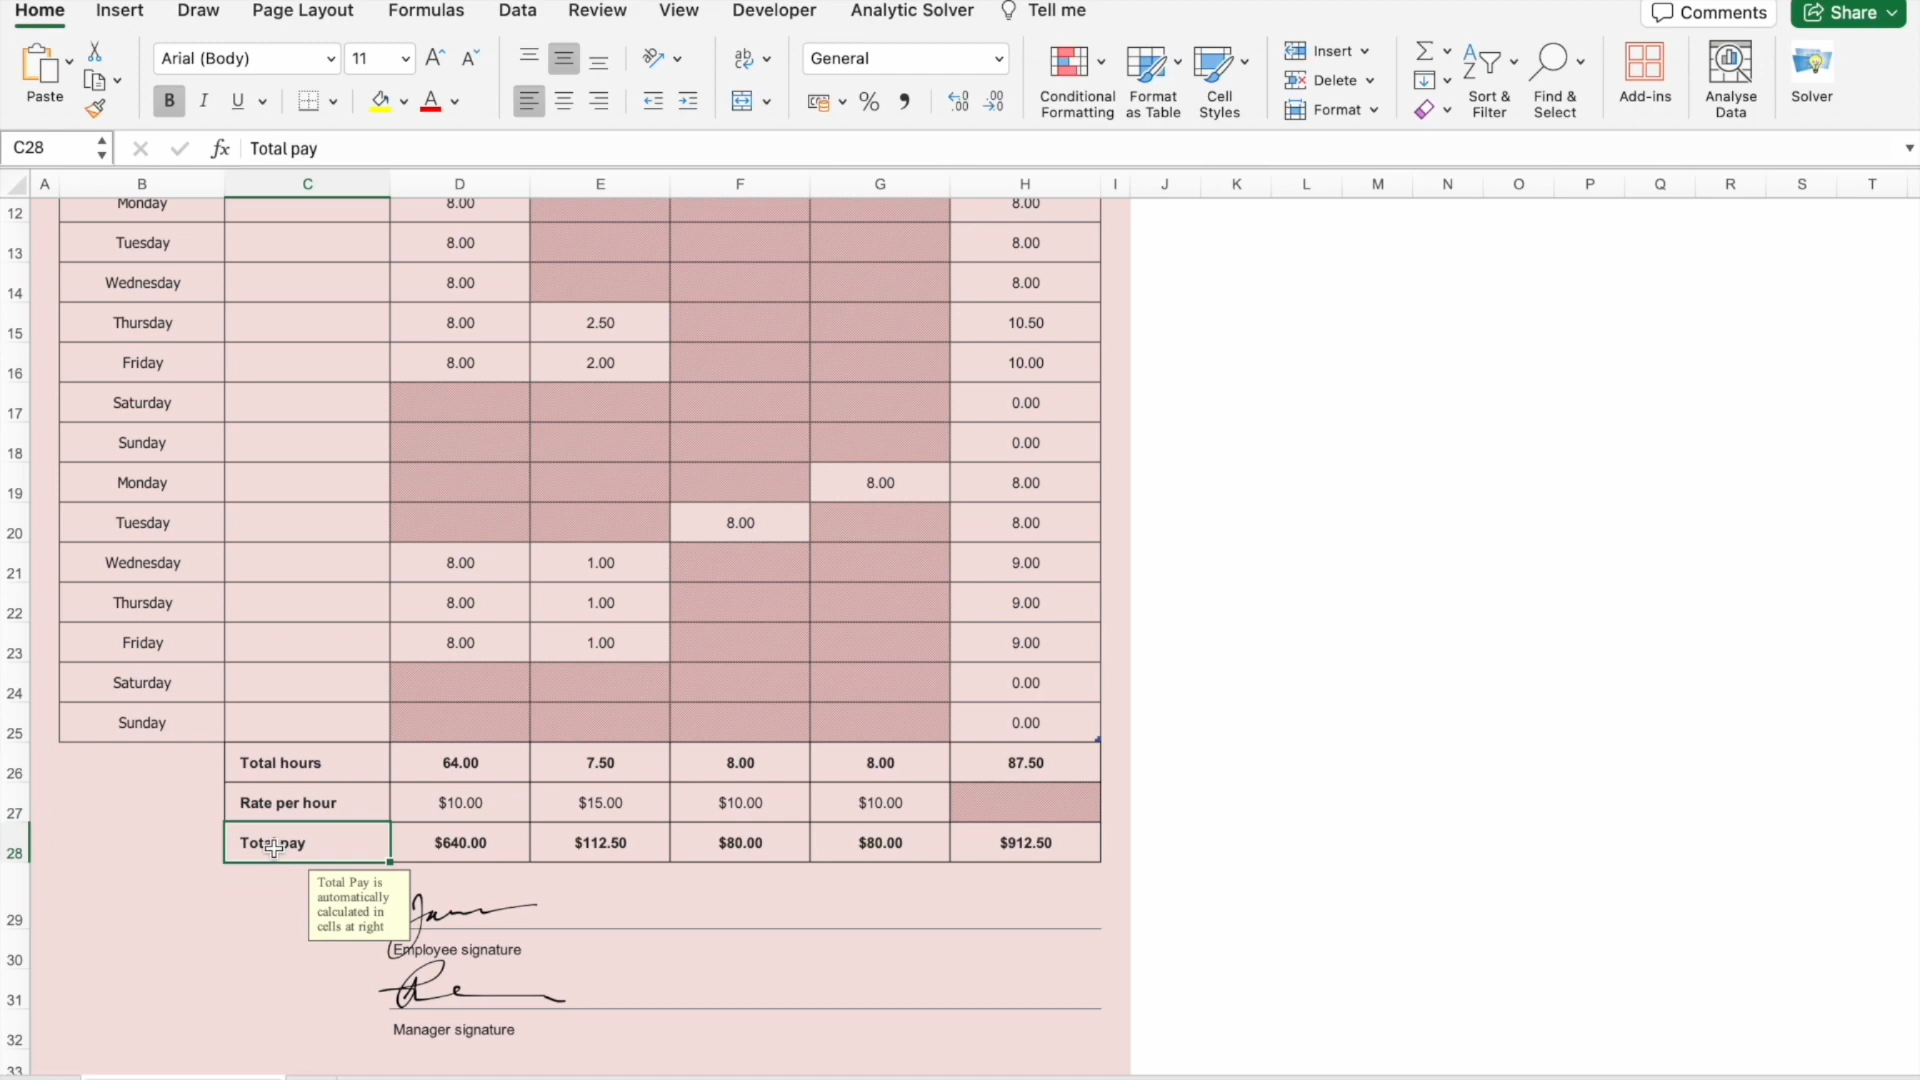 Home Insert Draw Page Layout Formulas Data Review View Developer Analytic Solver Tell me Comments Share
Paste
Arial (Body) 11
B I U
General
Conditional Formatting
Format as Table
Cell Styles
Insert
Delete
Format
Sort & Filter
Find & Select
Add-ins
Analyse Data
Solver
C28 fx Total pay
A B C D E F G H I J K L M N O P Q R S T
12 Monday 8.00 8.00
13 Tuesday 8.00 8.00
14 Wednesday 8.00 8.00
15 Thursday 8.00 2.50 10.50
16 Friday 8.00 2.00 10.00
17 Saturday 0.00
18 Sunday 0.00
19 Monday 8.00 8.00
20 Tuesday 8.00 8.00
21 Wednesday 8.00 1.00 9.00
22 Thursday 8.00 1.00 9.00
23 Friday 8.00 1.00 9.00
24 Saturday 0.00
25 Sunday 0.00
26 Total hours 64.00 7.50 8.00 8.00 87.50
27 Rate per hour $10.00 $15.00 $10.00 $10.00
28 Total pay $640.00 $112.50 $80.00 $80.00 $912.50
Total Pay is
automatically
calculated in
cells at right
29
30 Employee signature
31
32 Manager signature
33